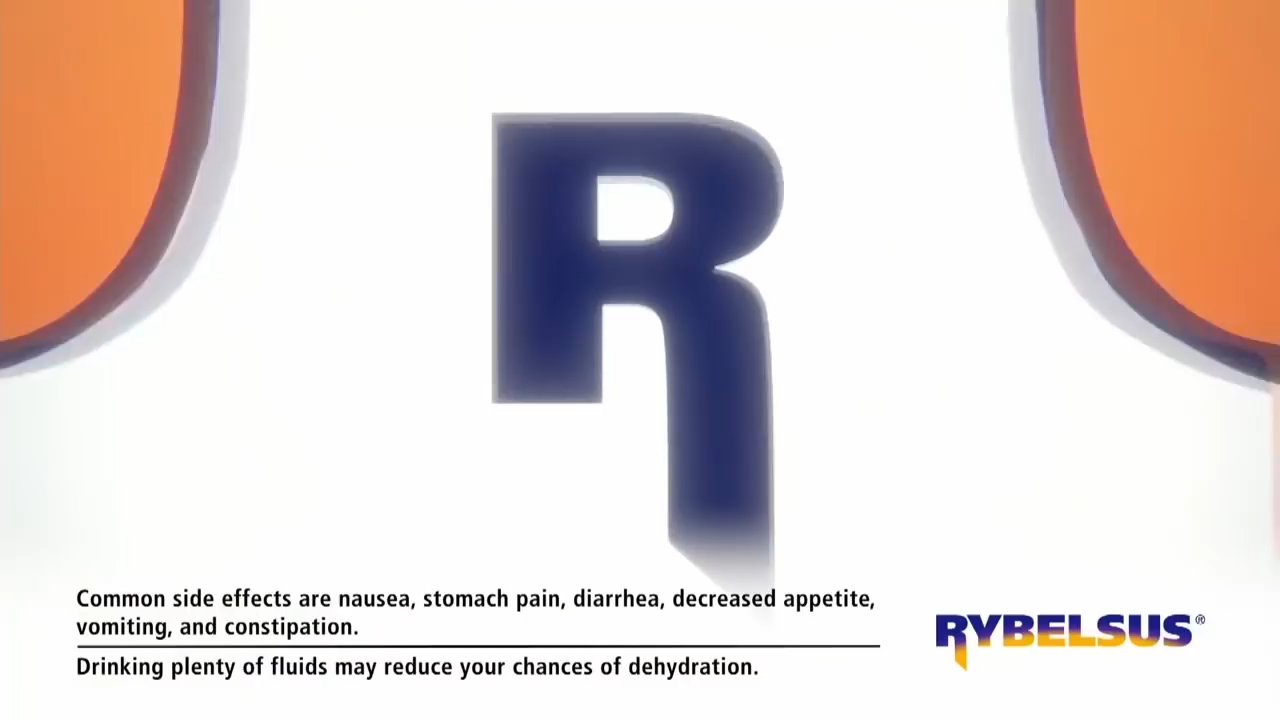 R
Common side effects are nausea, stomach pain, diarrhea, decreased appetite,
vomiting, and constipation.
Drinking plenty of fluids may reduce your chances of dehydration.
RYBELSUS®